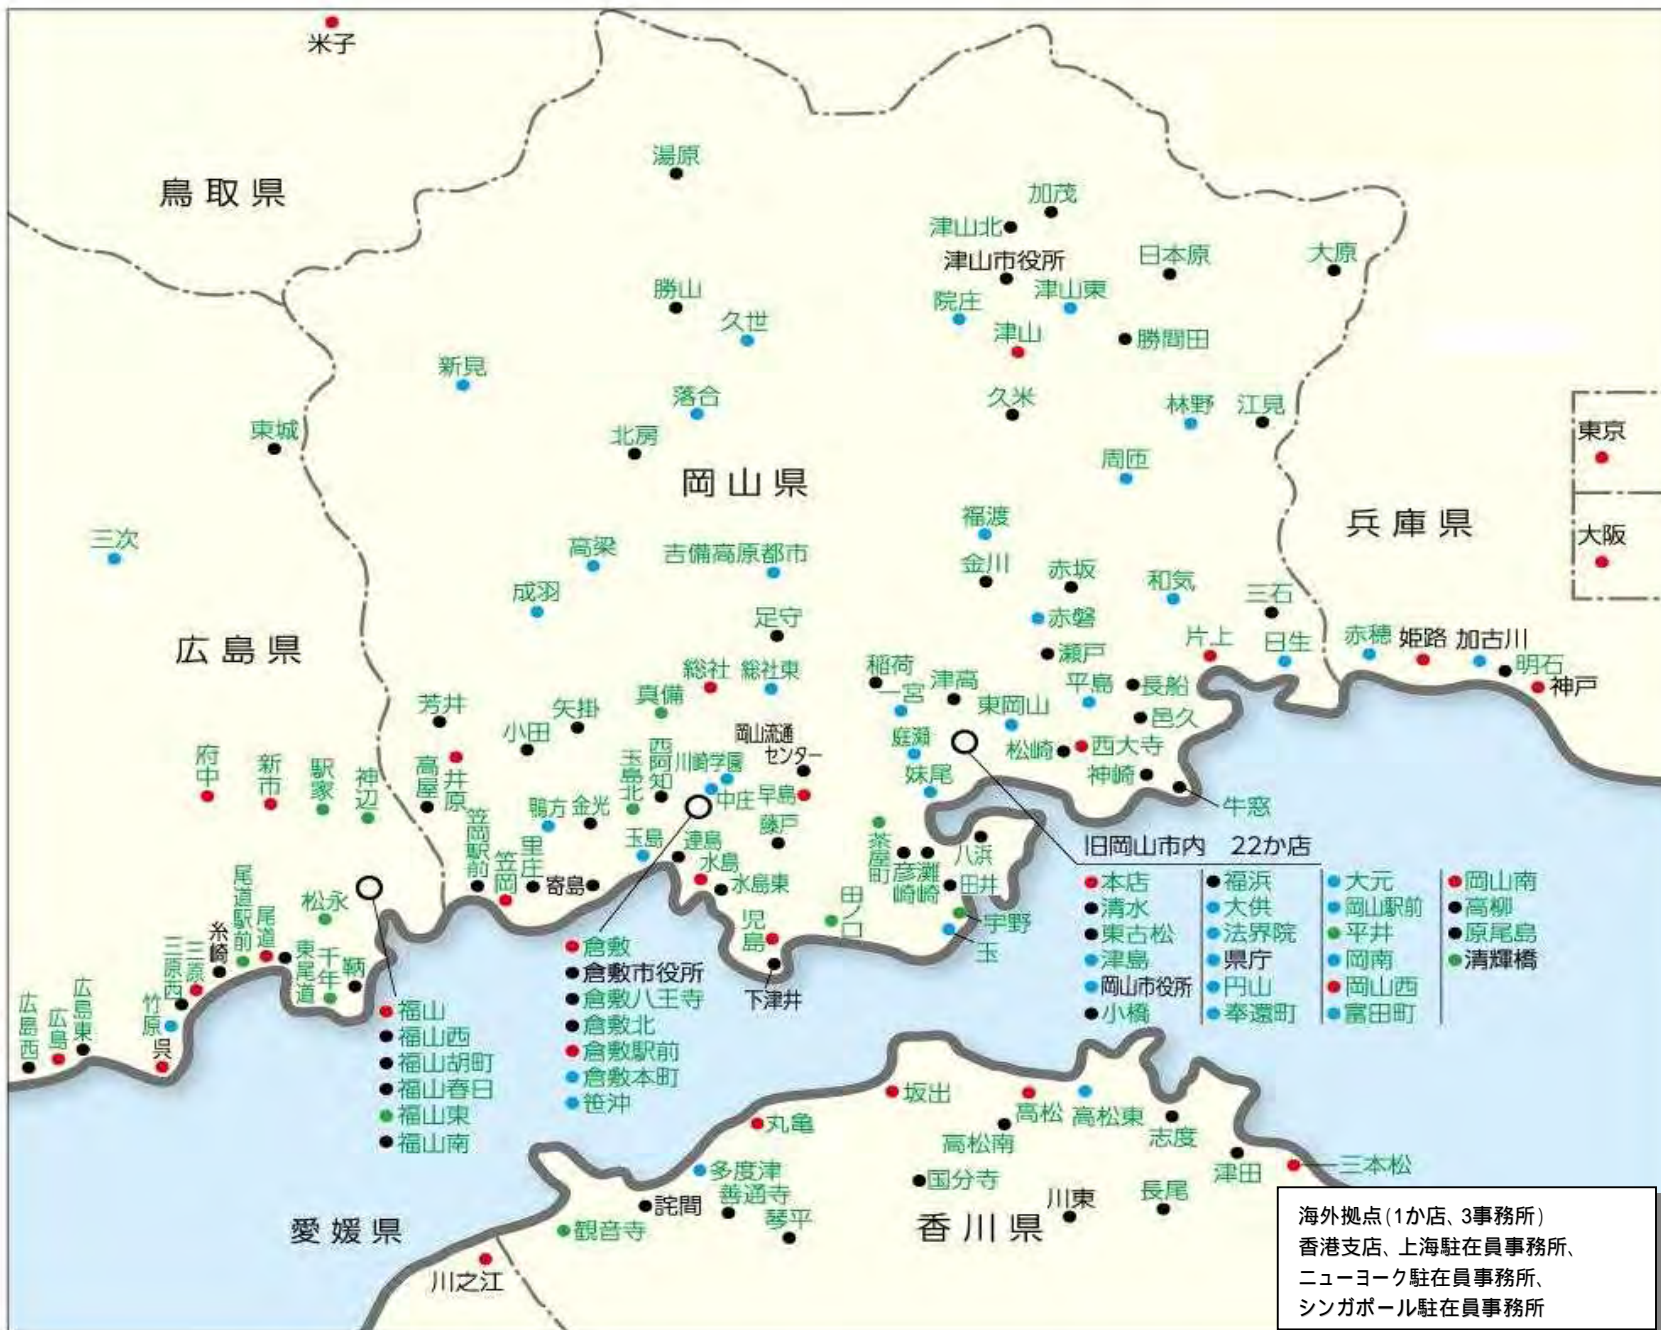 米子
鳥取県
湯原
加茂
津山北
津山市役所
日本原
大原
勝山
久世
院庄
津山東
津山
勝間田
新見
落合
久米
林野
江見
東城
北房
周匝
東京
岡山県
兵庫県
大阪
三次
高梁
吉備高原都市
福渡
金川
赤坂
和気
三石
成羽
足守
赤磐
広島県
総社
総社東
稲荷
瀬戸
片上
日生
赤穂
姫路
加古川
明石
神戸
芳井
小田
矢掛
真備
一宮
津高
東岡山
平島
長船
邑久
府中
新市
駅家
神辺
高屋
井原
玉島北
西阿知
川崎学園
岡山流通
センター
庭瀬
松崎
西大寺
神崎
笠岡駅前
鴨方
金光
中庄
早島
妹尾
牛窓
玉島
連島
藤戸
茶屋町
彦崎
灘崎
八浜
笠岡
里庄
寄島
水島
水島東
田井
児島
田ノ口
宇野
玉
下津井
広島西
広島
広島東
竹原
呉
三原西
三原
糸崎
尾道駅前
尾道
東尾道
松永
千年
鞆
福山
福山西
福山胡町
福山春日
福山東
福山南
倉敷
倉敷市役所
倉敷八王寺
倉敷北
倉敷駅前
倉敷本町
笹沖
旧岡山市内 22か店
本店
清水
東古松
津島
岡山市役所
小橋
福浜
大供
法界院
県庁
円山
奉還町
大元
岡山駅前
平井
岡南
岡山西
富田町
岡山南
高柳
原尾島
清輝橋
坂出
高松
高松東
丸亀
高松南
志度
津田
三本松
多度津
善通寺
国分寺
詫間
琴平
川東
長尾
観音寺
愛媛県
香川県
川之江
海外拠点(1か店、3事務所)
香港支店、上海駐在員事務所、
ニューヨーク駐在員事務所、
シンガポール駐在員事務所